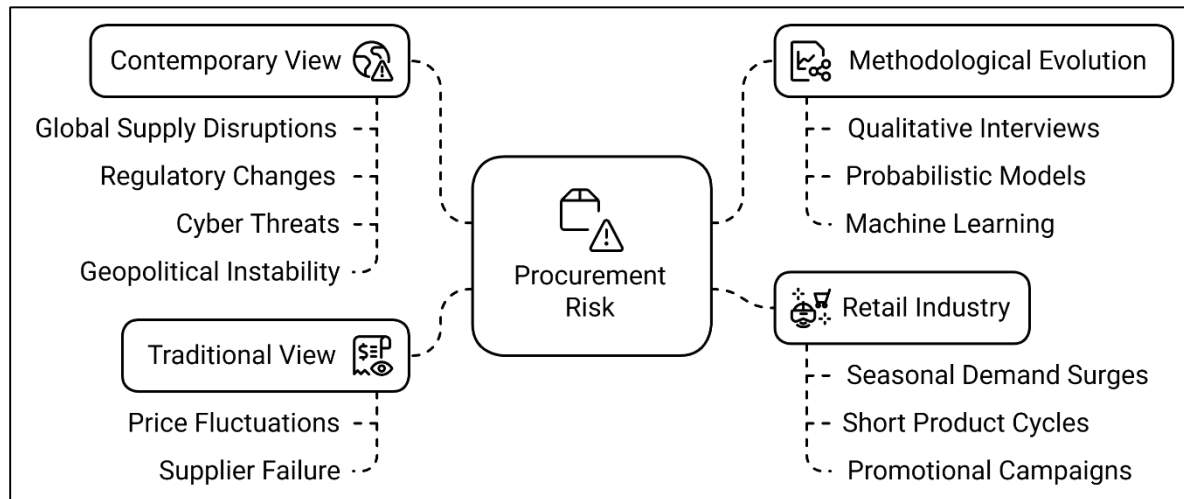 Contemporary View
Global Supply Disruptions
Regulatory Changes
Cyber Threats
Geopolitical Instability
Traditional View
$
Price Fluctuations
Supplier Failure
Procurement
Risk
Methodological Evolution
Qualitative Interviews
Probabilistic Models
Machine Learning
Retail Industry
Seasonal Demand Surges
Short Product Cycles
Promotional Campaigns